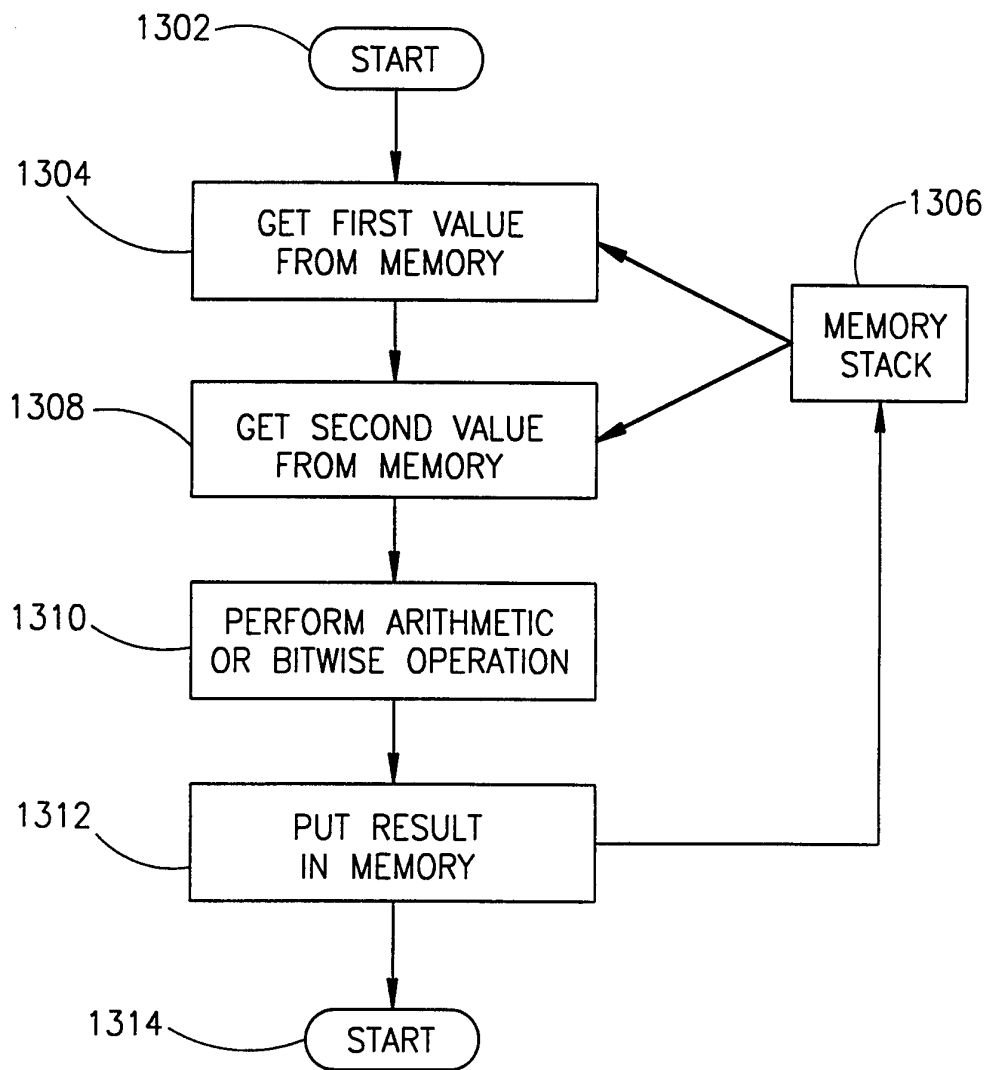 1302
START
1304
GET FIRST VALUE
FROM MEMORY
1306
MEMORY
STACK
1308
GET SECOND VALUE
FROM MEMORY
1310
PERFORM ARITHMETIC
OR BITWISE OPERATION
1312
PUT RESULT
IN MEMORY
1314
START